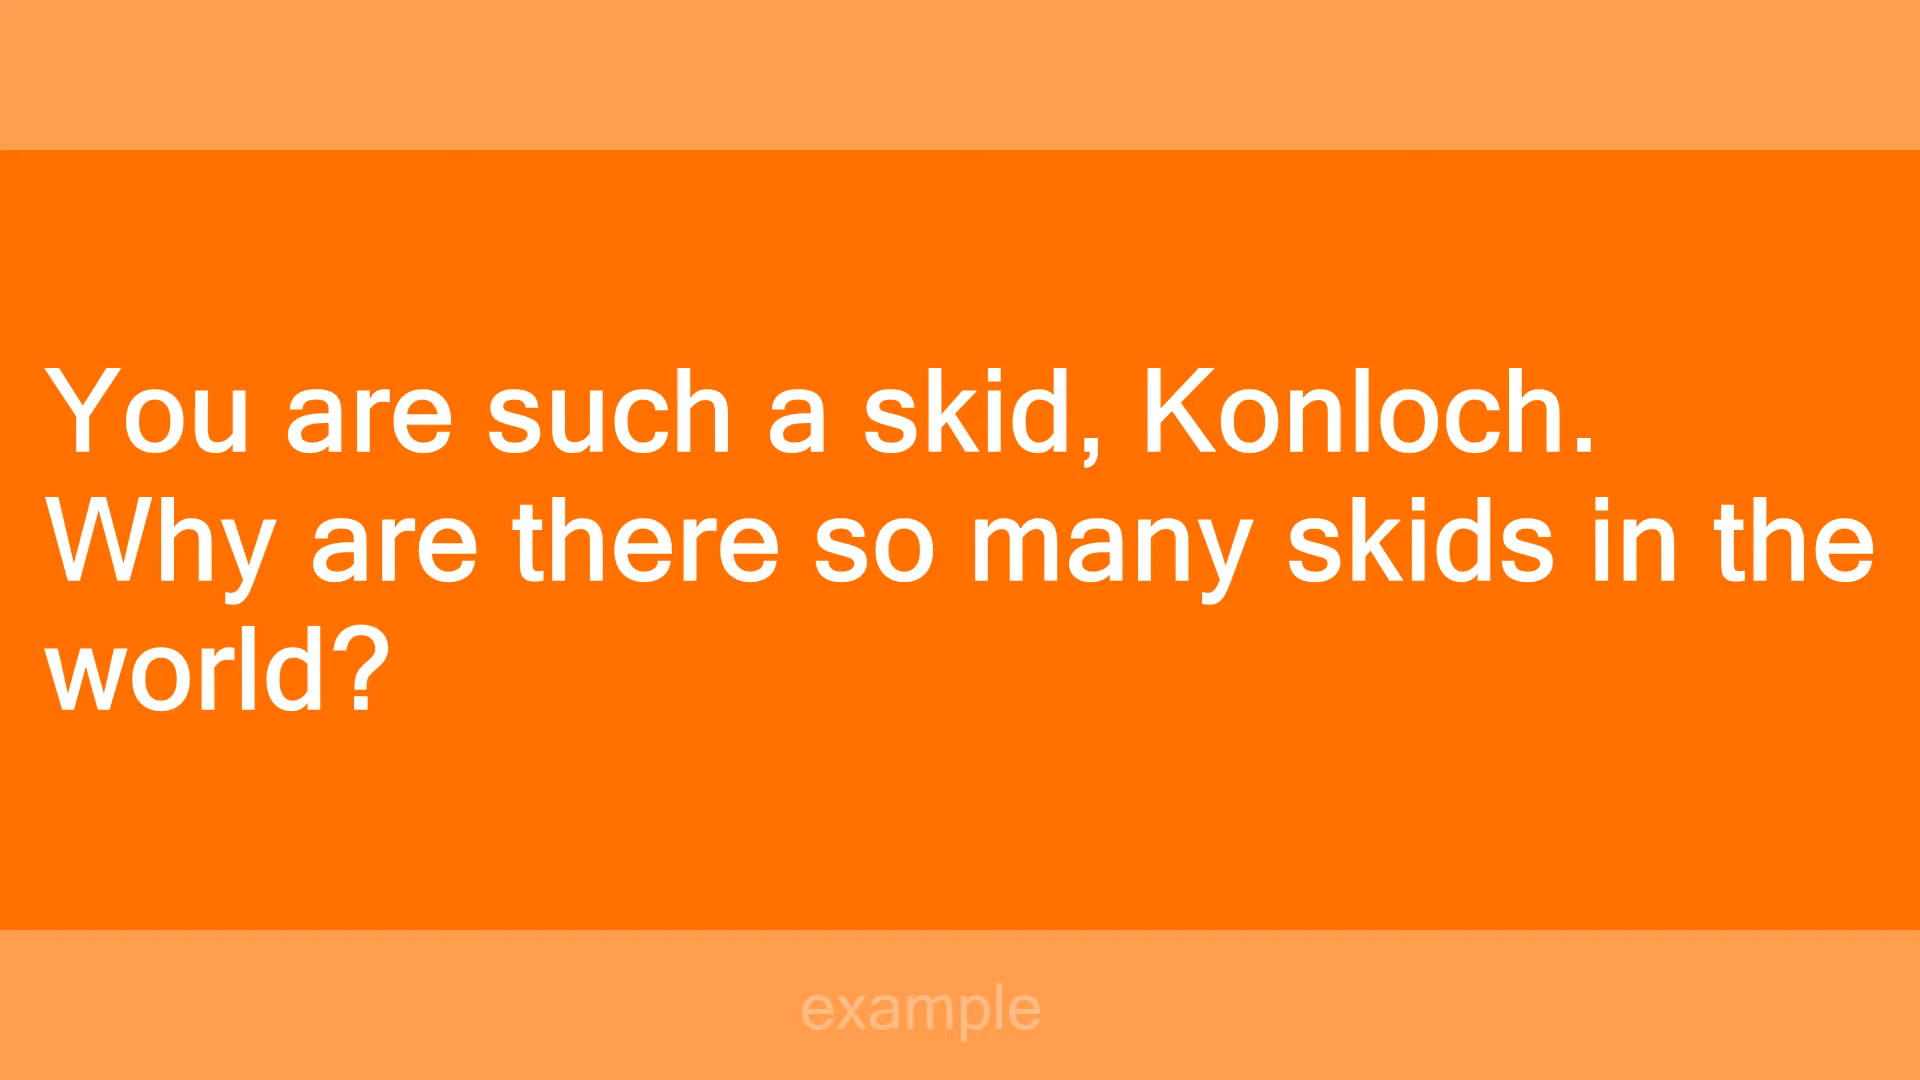 You are such a skid, Konloch.
Why are there so many skids in the
world?
example